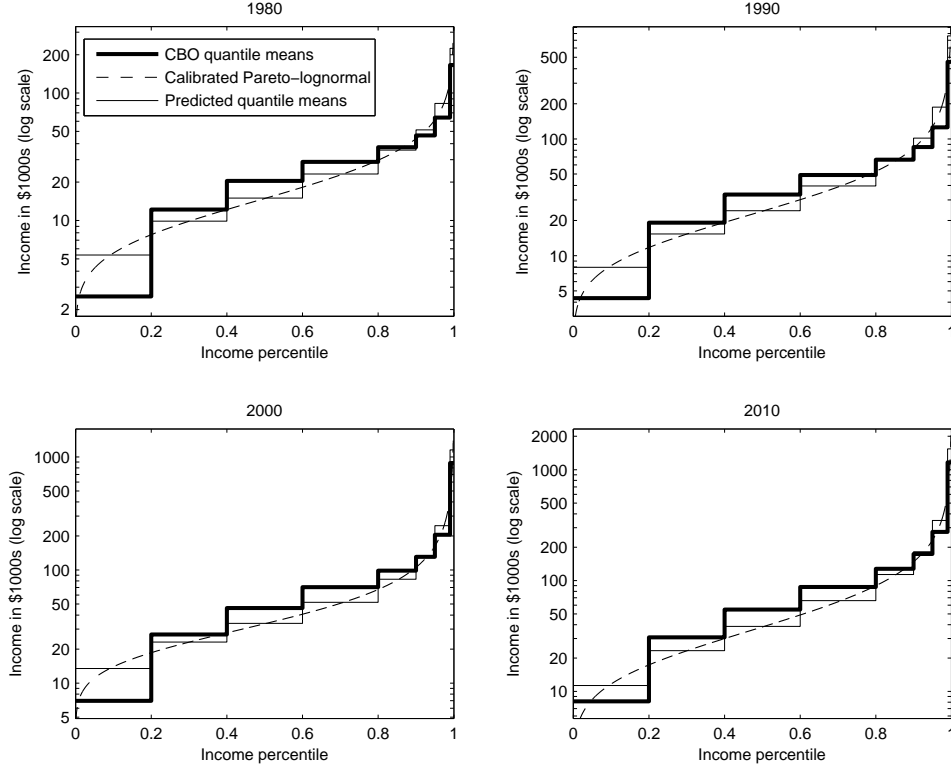 1980
200
100
50
20
10
5
2
0 0.2 0.4 0.6 0.8 1
Income in $1000s (log scale)
Income percentile
CBO quantile means
Calibrated Pareto−lognormal
Predicted quantile means
1990
500
200
100
50
20
10
5
0 0.2 0.4 0.6 0.8 1
Income in $1000s (log scale)
Income percentile
2000
1000
500
200
100
50
20
10
5
0 0.2 0.4 0.6 0.8 1
Income in $1000s (log scale)
Income percentile
2010
2000
1000
500
200
100
50
20
10
0 0.2 0.4 0.6 0.8 1
Income in $1000s (log scale)
Income percentile